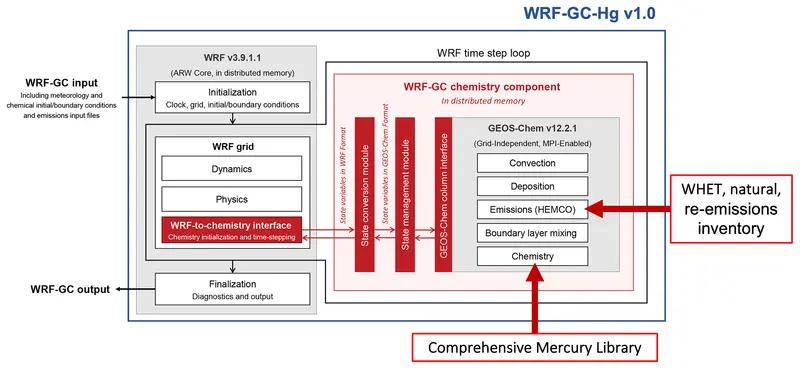 WRF-GC-Hg v1.0
WRF v3.9.1.1
(ARW Core, in distributed memory)
WRF time step loop
WRF-GC input
Including meteorology and
chemical initial/boundary conditions
and emissions input files
Initialization
Clock, grid, initial/boundary conditions
WRF grid
Dynamics
Physics
WRF-to-chemistry interface
Chemistry initialization and time-stepping
WRF-GC output
Finalization
Diagnostics and output
WRF-GC chemistry component
In distributed memory
State variables in WRF Format
State conversion module
State variables in GEOS-Chem Format
State management module
GEOS-Chem column interface
GEOS-Chem v12.2.1
(Grid-Independent, MPI-Enabled)
Convection
Deposition
Emissions (HEMCO)
Boundary layer mixing
Chemistry
WHET, natural,
re-emissions
inventory
Comprehensive Mercury Library